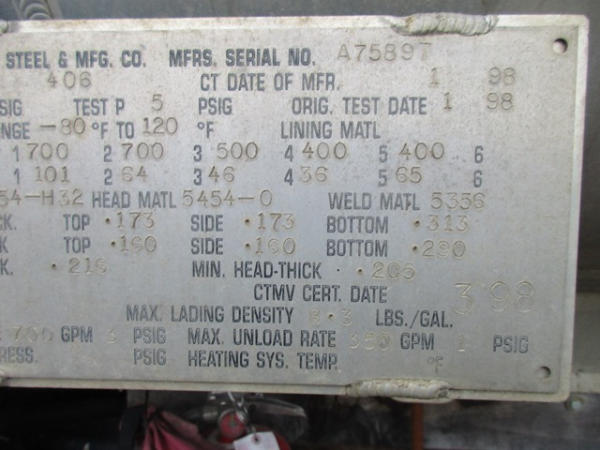 STEEL & MFG. CO. MFRS. SERIAL NO. A75897
406 CT DATE OF MFR. 1 98
SIG TEST P 5 PSIG ORIG. TEST DATE 1 98
NGE -80 °F TO 120 °F LINING MATL
1 700 2 700 3 500 4 400 5 400 6
1 101 2 64 3 46 4 36 5 65 6
54-H32 HEAD MATL 5454-O WELD MATL 5356
CK. TOP .173 SIDE .173 BOTTOM .313
K TOP .160 SIDE .160 BOTTOM .290
K. MIN. HEAD-THICK
CTMV CERT. DATE 3 98
MAX. LADING DENSITY LBS./GAL.
700 GPM 3 PSIG MAX. UNLOAD RATE 350 GPM PSIG
RESS. PSIG HEATING SYS. TEMP. °F